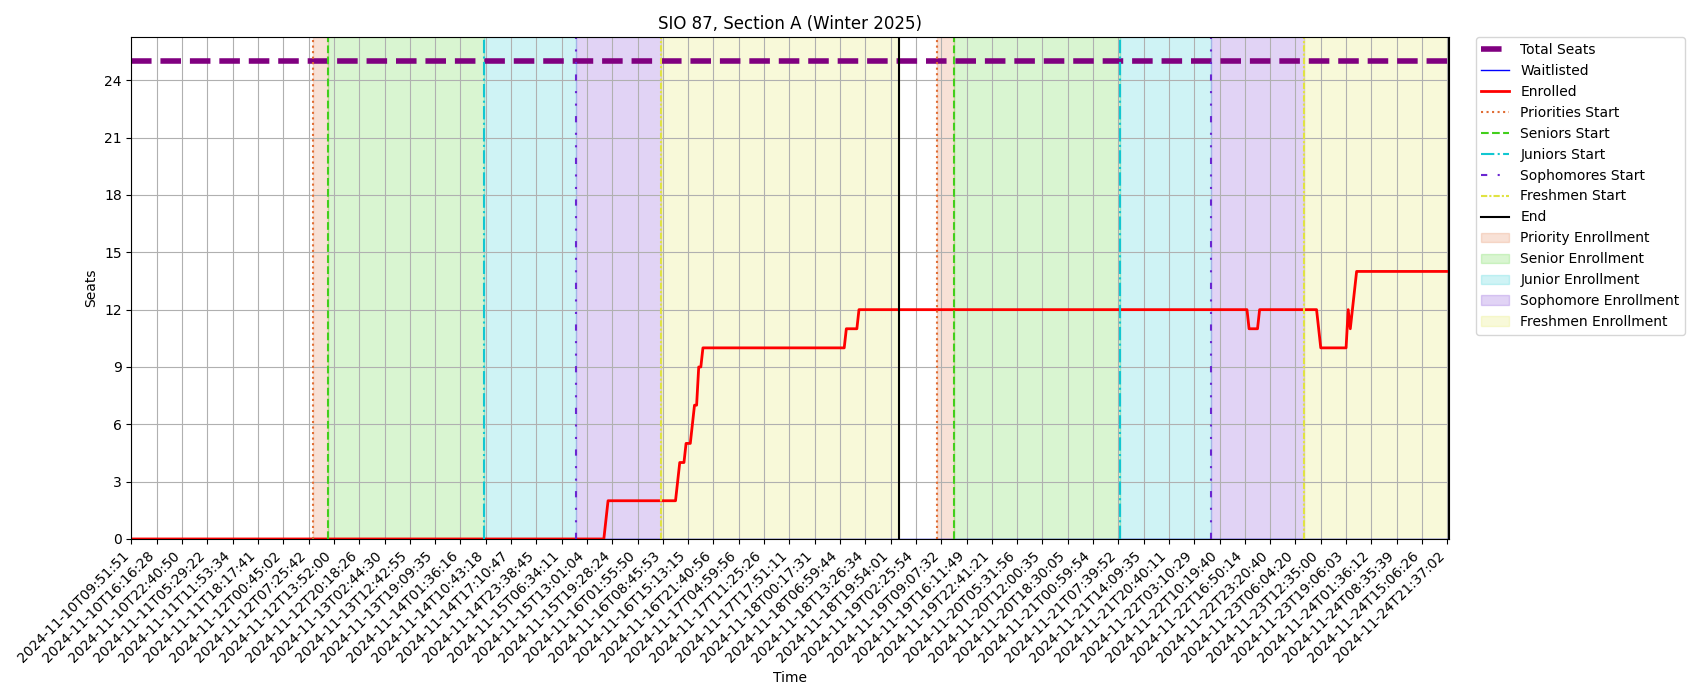 SIO 87, Section A (Winter 2025)
Seats
24
21
18
15
12
9
6
3
0
2024-11-10T09:51:51
2024-11-10T16:16:28
2024-11-10T22:40:50
2024-11-11T05:29:22
2024-11-11T11:53:34
2024-11-11T18:17:41
2024-11-12T00:45:02
2024-11-12T07:25:42
2024-11-12T13:52:00
2024-11-12T20:18:26
2024-11-13T02:44:30
2024-11-13T12:42:55
2024-11-13T19:09:35
2024-11-14T01:36:16
2024-11-14T10:43:18
2024-11-14T17:10:47
2024-11-14T23:38:45
2024-11-15T06:34:11
2024-11-15T13:01:04
2024-11-15T19:28:24
2024-11-16T01:55:50
2024-11-16T08:45:53
2024-11-16T15:13:15
2024-11-16T21:40:56
2024-11-17T04:59:56
2024-11-17T11:25:26
2024-11-17T17:51:11
2024-11-18T00:17:31
2024-11-18T06:59:44
2024-11-18T13:26:34
2024-11-18T19:54:01
2024-11-19T02:25:54
2024-11-19T09:07:32
2024-11-19T16:11:49
2024-11-19T22:41:21
2024-11-20T05:31:56
2024-11-20T12:00:35
2024-11-20T18:30:05
2024-11-21T00:59:54
2024-11-21T07:39:52
2024-11-21T14:09:35
2024-11-21T20:40:11
2024-11-22T03:10:29
2024-11-22T10:19:40
2024-11-22T16:50:14
2024-11-22T23:20:40
2024-11-23T06:04:20
2024-11-23T12:35:00
2024-11-23T19:06:03
2024-11-24T01:36:12
2024-11-24T08:35:39
2024-11-24T15:06:26
2024-11-24T21:37:02
Time
Total Seats
Waitlisted
Enrolled
Priorities Start
Seniors Start
Juniors Start
Sophomores Start
Freshmen Start
End
Priority Enrollment
Senior Enrollment
Junior Enrollment
Sophomore Enrollment
Freshmen Enrollment